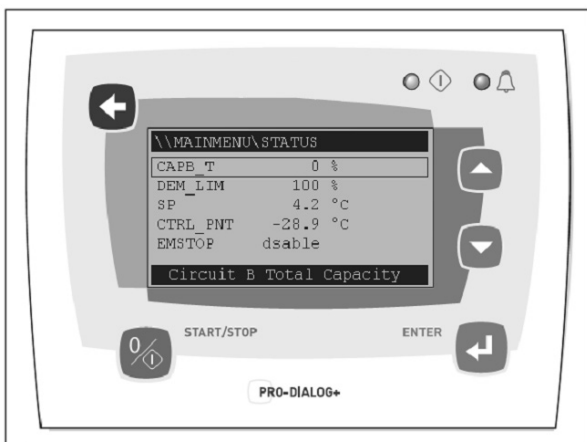 \\MAINMENU\STATUS
CAPB_T 0 %
DEM_LIM 100 %
SP 4.2 °C
CTRL_PNT -28.9 °C
EMSTOP dsable
Circuit B Total Capacity
START/STOP
ENTER
0/I
PRO-DIALOG+